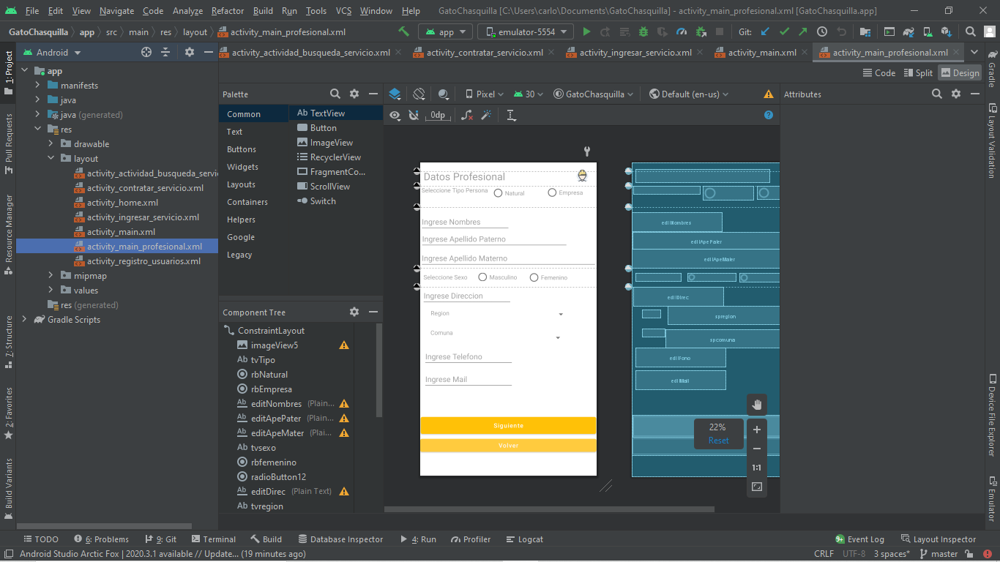 File Edit View Navigate Code Analyze Refactor Build Run Tools VCS Window Help GatoChasquilla [C:\Users\carlo\Documents\GatoChasquilla] - activity_main_profesional.xml [GatoChasquilla.app]
GatoChasquilla app src main res layout activity_main_profesional.xml app emulator-5554 Git:
Android activity_actividad_busqueda_servicio.xml activity_contratar_servicio.xml activity_ingresar_servicio.xml activity_main.xml activity_main_profesional.xml
Code Split Design
1: Project
Pull Requests
Resource Manager
7: Structure
2: Favorites
Build Variants
app
manifests
java
java (generated)
res
drawable
layout
activity_actividad_busqueda_servi
activity_contratar_servicio.xml
activity_home.xml
activity_ingresar_servicio.xml
activity_main.xml
activity_main_profesional.xml
activity_registro_usuarios.xml
mipmap
values
res (generated)
Gradle Scripts
Palette
Common
Text
Buttons
Widgets
Layouts
Containers
Helpers
Google
Legacy
Ab TextView
Button
ImageView
RecyclerView
FragmentCo...
ScrollView
Switch
Component Tree
ConstraintLayout
imageView5
Ab tvTipo
rbNatural
rbEmpresa
Ab editNombres (Plain...
Ab editApePater (Plain...
Ab editApeMater (Plai...
Ab tvsexo
rbfemenino
radioButton12
Ab editDirec (Plain Text)
Ab tvregion
Pixel 30 GatoChasquilla Default (en-us)
0dp
Datos Profesional
Seleccione Tipo Persona Natural Empresa
Ingrese Nombres
Ingrese Apellido Paterno
Ingrese Apellido Materno
Seleccione Sexo Masculino Femenino
Ingrese Direccion
Region
Comuna
Ingrese Telefono
Ingrese Mail
Siguiente
Volver
editNombres
editApePater
editApeMater
editDirec
spregion
spcomuna
editFono
editMail
22%
Reset
1:1
Attributes
Gradle
Layout Validation
Device File Explorer
Emulator
TODO 6: Problems 9: Git Terminal Build Database Inspector 4: Run Profiler Logcat 9+ Event Log Layout Inspector
Android Studio Arctic Fox | 2020.3.1 available // Update... (19 minutes ago) CRLF UTF-8 3 spaces* master